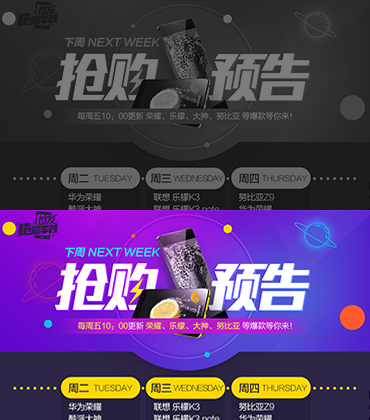 下周 NEXT WEEK
抢购 预告
每周五10：00更新 荣耀、乐檬、大神、努比亚 等爆款等你来！
周二 TUESDAY 周三 WEDNESDAY 周四 THURSDAY
华为荣耀 联想 乐檬K3 努比亚Z9
酷派大神 联想 乐檬K3 note 华为荣耀
下周 NEXT WEEK
抢购 预告
每周五10：00更新 荣耀、乐檬、大神、努比亚 等爆款等你来！
周二 TUESDAY 周三 WEDNESDAY 周四 THURSDAY
华为荣耀 联想 乐檬K3 努比亚Z9
酷派大神 联想 乐檬K3 note 华为荣耀